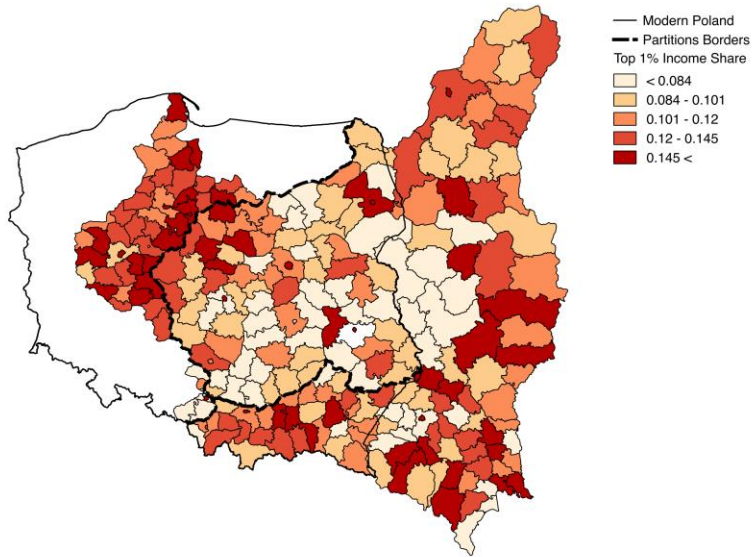 Modern Poland
Partitions Borders
Top 1% Income Share
< 0.084
0.084 - 0.101
0.101 - 0.12
0.12 - 0.145
0.145 <